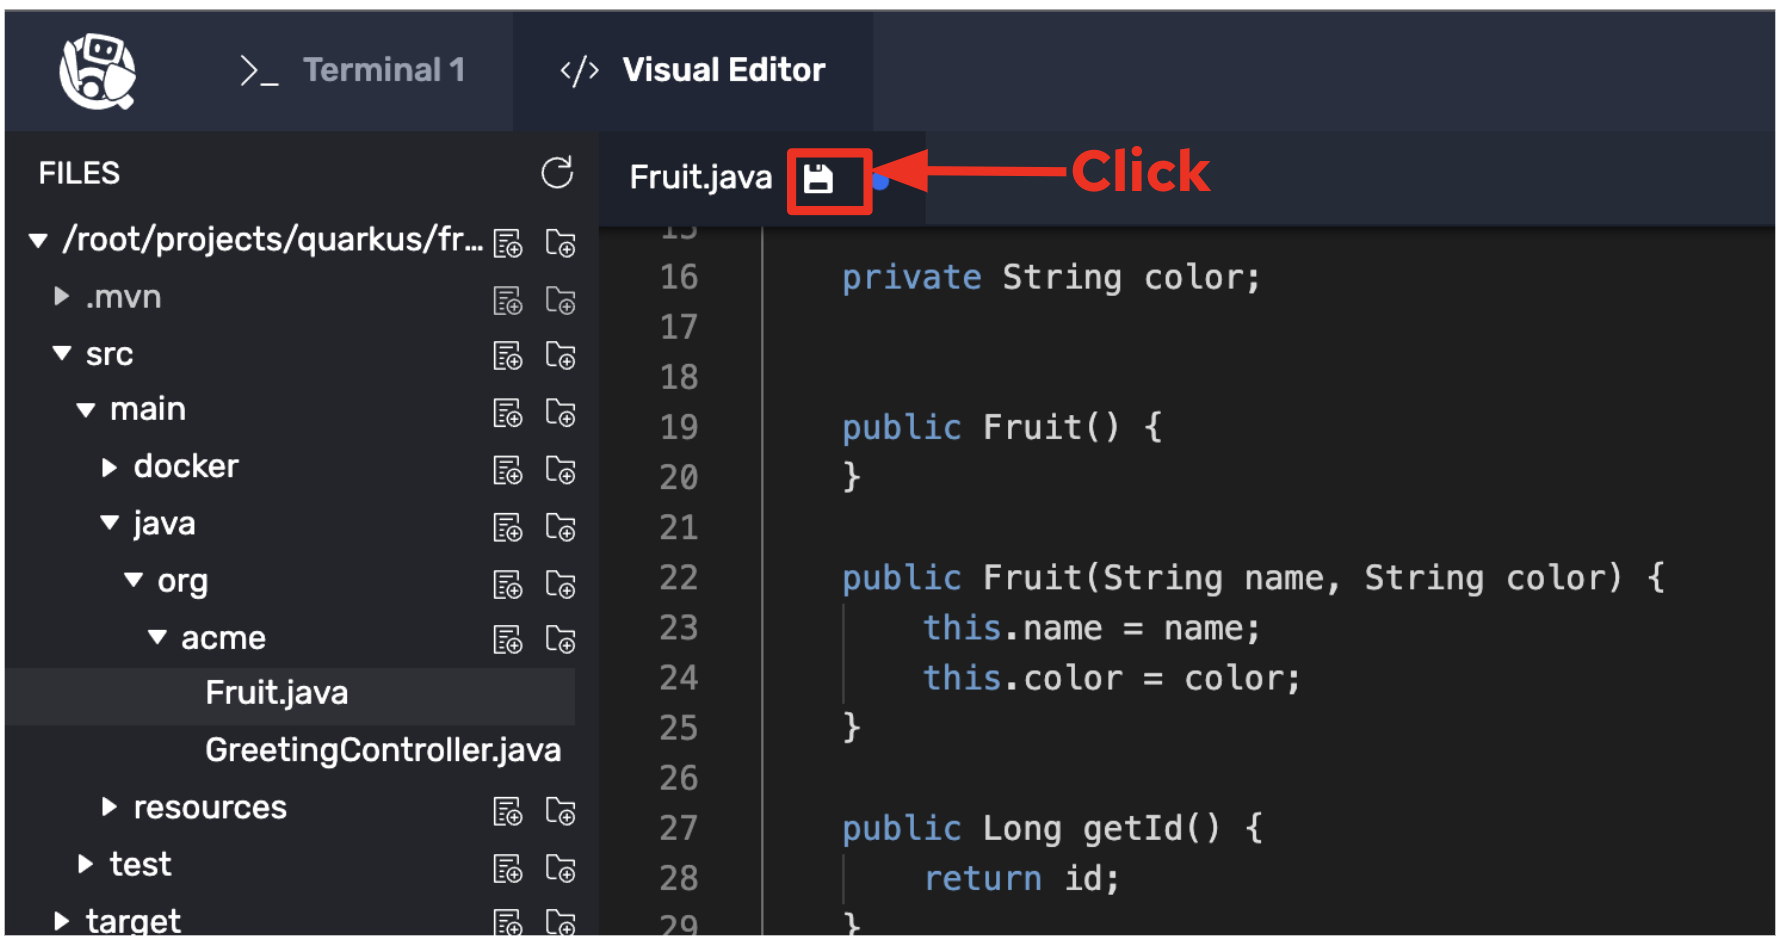 >_ Terminal 1
</> Visual Editor
FILES
/root/projects/quarkus/fr...
.mvn
src
main
docker
java
org
acme
Fruit.java
GreetingController.java
resources
test
target
Fruit.java
Click
15
16 private String color;
17
18
19 public Fruit() {
20 }
21
22 public Fruit(String name, String color) {
23 this.name = name;
24 this.color = color;
25 }
26
27 public Long getId() {
28 return id;
29 }